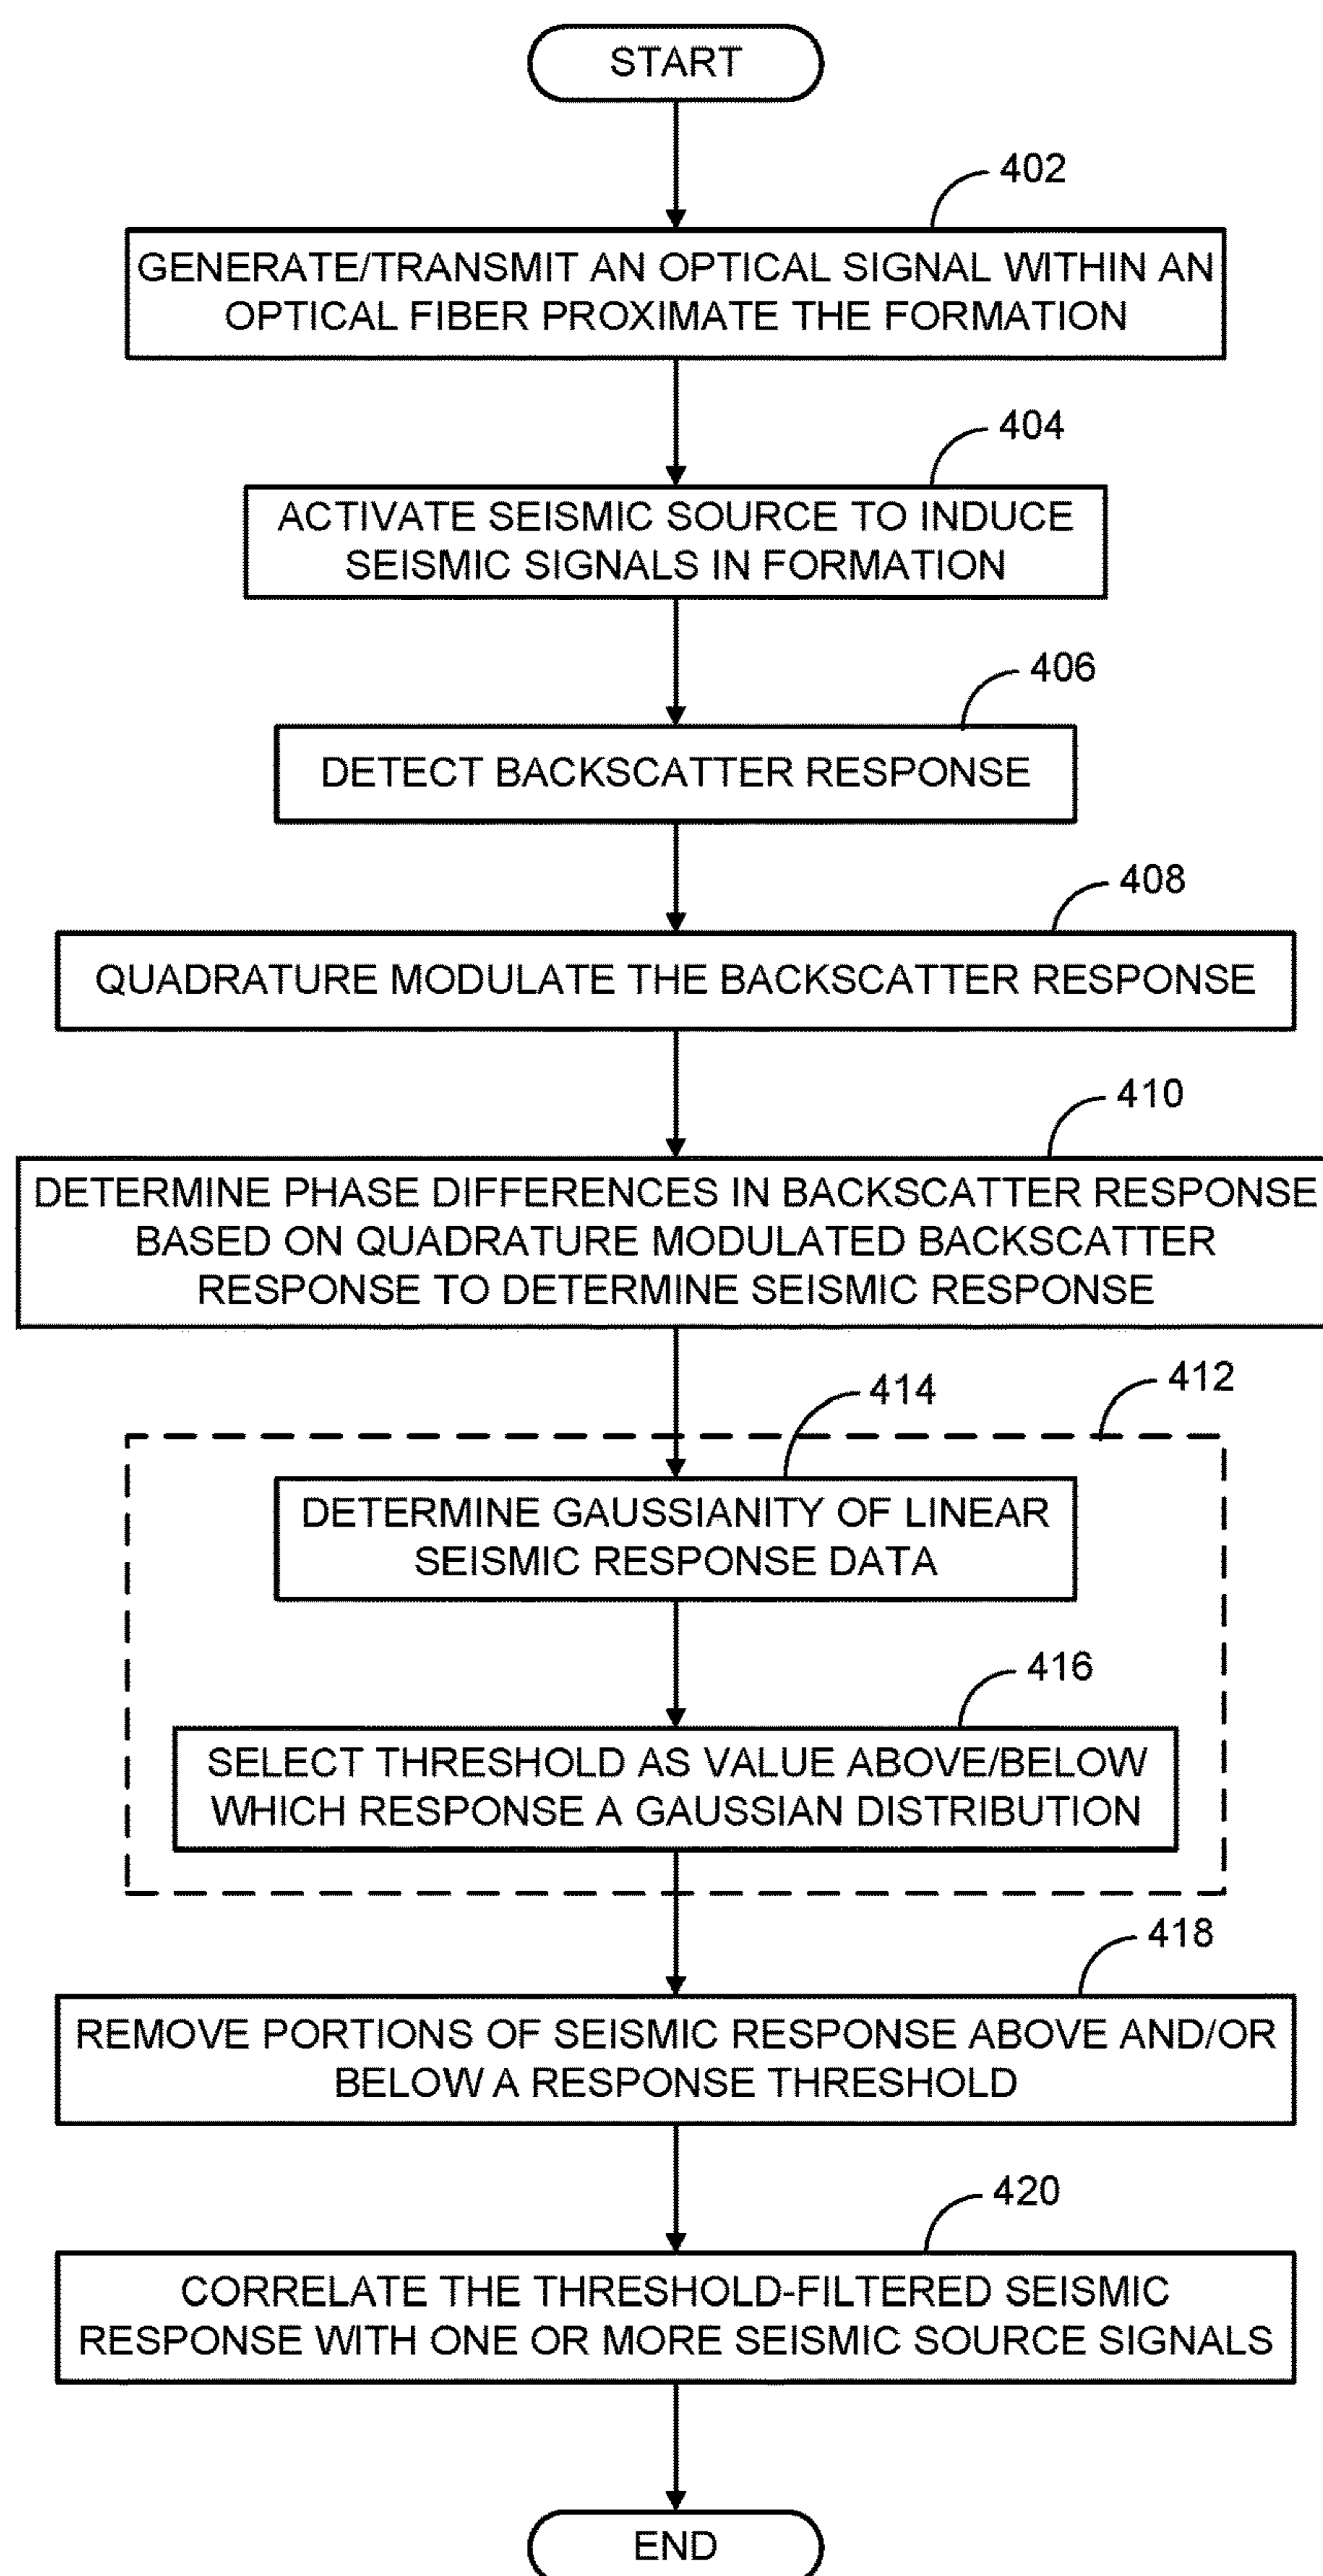 START
402
GENERATE/TRANSMIT AN OPTICAL SIGNAL WITHIN AN
OPTICAL FIBER PROXIMATE THE FORMATION
404
ACTIVATE SEISMIC SOURCE TO INDUCE
SEISMIC SIGNALS IN FORMATION
406
DETECT BACKSCATTER RESPONSE
408
QUADRATURE MODULATE THE BACKSCATTER RESPONSE
410
DETERMINE PHASE DIFFERENCES IN BACKSCATTER RESPONSE
BASED ON QUADRATURE MODULATED BACKSCATTER
RESPONSE TO DETERMINE SEISMIC RESPONSE
412
414
DETERMINE GAUSSIANITY OF LINEAR
SEISMIC RESPONSE DATA
416
SELECT THRESHOLD AS VALUE ABOVE/BELOW
WHICH RESPONSE A GAUSSIAN DISTRIBUTION
418
REMOVE PORTIONS OF SEISMIC RESPONSE ABOVE AND/OR
BELOW A RESPONSE THRESHOLD
420
CORRELATE THE THRESHOLD-FILTERED SEISMIC
RESPONSE WITH ONE OR MORE SEISMIC SOURCE SIGNALS
END